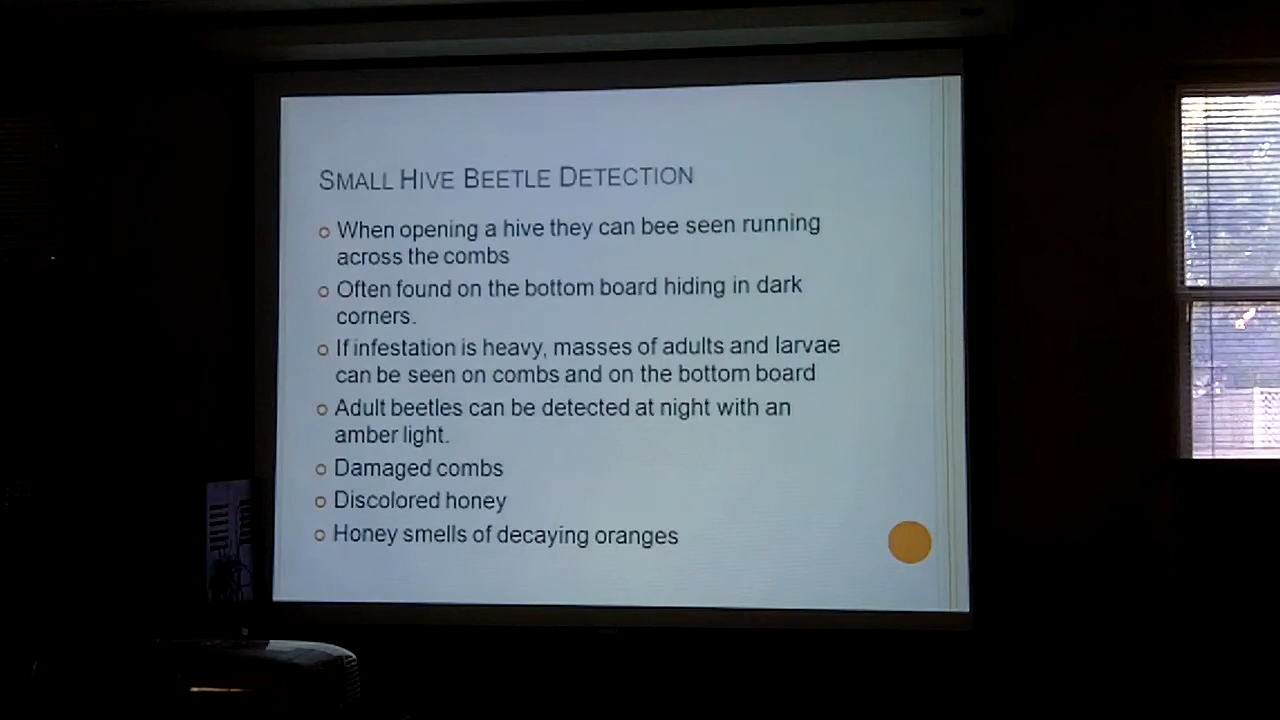 SMALL HIVE BEETLE DETECTION
When opening a hive they can bee seen running
across the combs
Often found on the bottom board hiding in dark
corners.
If infestation is heavy, masses of adults and larvae
can be seen on combs and on the bottom board
Adult beetles can be detected at night with an
amber light.
Damaged combs
Discolored honey
Honey smells of decaying oranges